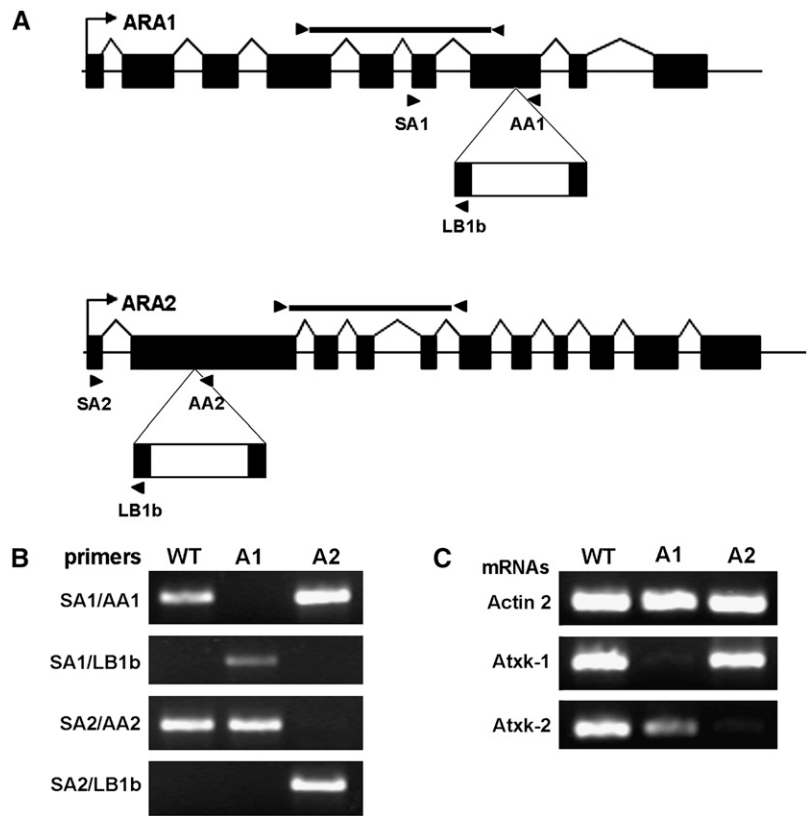 A
ARA1
SA1
AA1
LB1b
ARA2
SA2
AA2
LB1b
B primers WT A1 A2
SA1/AA1
SA1/LB1b
SA2/AA2
SA2/LB1b
C mRNAs WT A1 A2
Actin 2
Atxk-1
Atxk-2